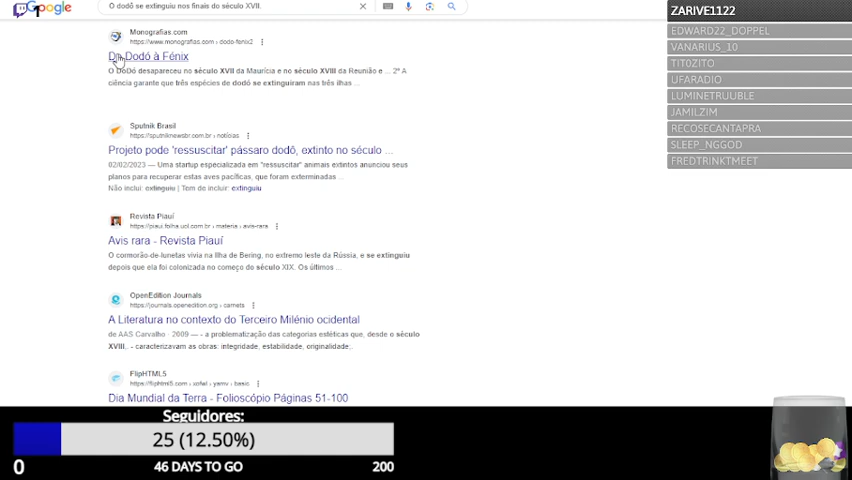 Google
O dodô se extinguiu nos finais do século XVII.
Monografias.com
https://www.monografias.com › dodo-fenix2
Do Dodó à Fénix
O DoDó desapareceu no século XVII da Maurícia e no século XVIII da Reunião e ... 2ª A
ciência garante que três espécies de dodó se extinguiram nas três ilhas ...
Sputnik Brasil
https://sputniknewsbr.com.br › notícias
Projeto pode 'ressuscitar' pássaro dodô, extinto no século ...
02/02/2023 — Uma startup especializada em "ressuscitar" animais extintos anunciou seus
planos para recuperar estas aves pacíficas, que foram exterminadas ...
Não inclui: extinguiu | Tem de incluir: extinguiu
Revista Piauí
https://piaui.folha.uol.com.br › materia › avis-rara
Avis rara - Revista Piauí
O comorão-de-lunetas vivia na Ilha de Bering, no extremo leste da Rússia, e se extinguiu
depois que ela foi colonizada no começo do século XIX. Os últimos ...
OpenEdition Journals
https://journals.openedition.org › carnets
A Literatura no contexto do Terceiro Milénio ocidental
de AAS Carvalho · 2009 — - a problematização das categorias estéticas que, desde o século
XVIII.. - caracterizavam as obras: integridade, estabilidade, originalidade,.
FlipHTML5
https://fliphtml5.com › xofwl › yamv › basic
Dia Mundial da Terra - Folioscópio Páginas 51-100
ZARIVE1122
EDWARD22_DOPPEL
VANARIUS_10
TIT0ZITO
UFARADIO
LUMINETRUUBLE
JAMILZIM
RECOSECANTAPRA
SLEEP_NGGOD
FREDTRINKTMEET
Seguidores:
25 (12.50%)
0
46 DAYS TO GO
200